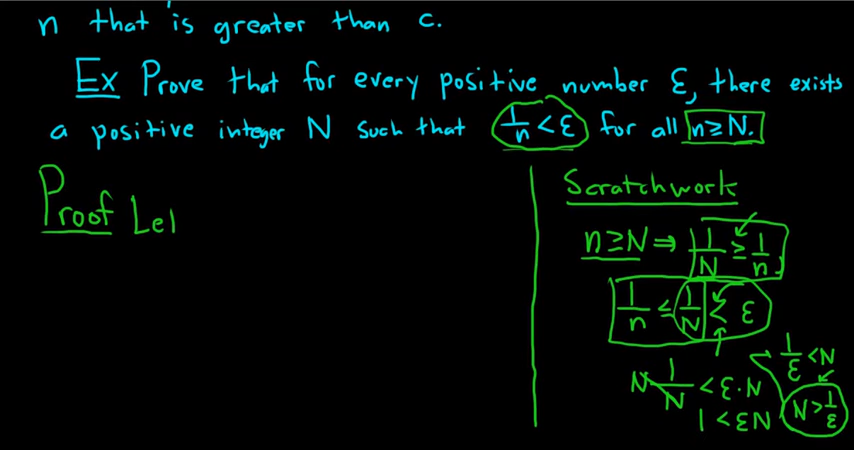 n that is greater than c.
Ex Prove that for every positive number ε, there exists
a positive integer N such that 1/n < ε for all n ≥ N.
Proof Let
Scratchwork
n ≥ N ⇒ 1/N ≥ 1/n
1/n ≤ 1/N < ε
1/ε < N
N · 1/N < ε · N
N > 1/ε
1 < εN